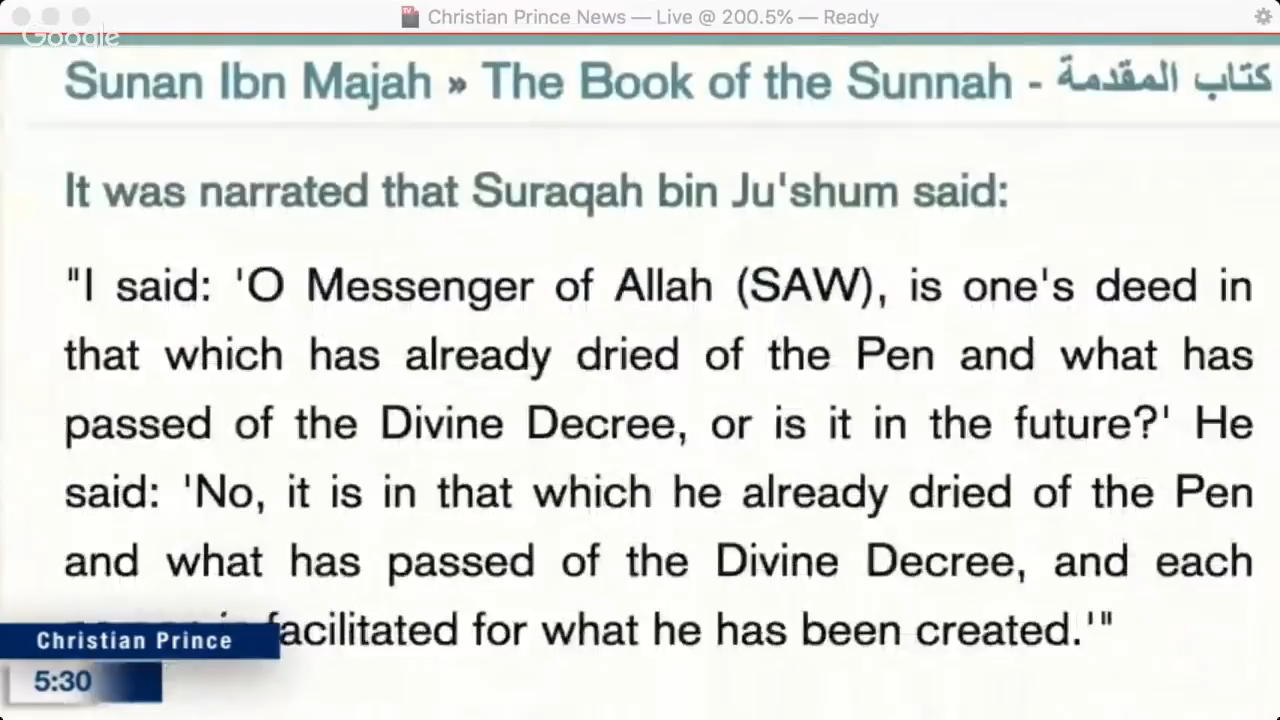 Christian Prince News — Live @ 200.5% — Ready
Google
Sunan Ibn Majah » The Book of the Sunnah - كتاب المقدمة
It was narrated that Suraqah bin Ju'shum said:
"I said: 'O Messenger of Allah (SAW), is one's deed in
that which has already dried of the Pen and what has
passed of the Divine Decree, or is it in the future?' He
said: 'No, it is in that which he already dried of the Pen
and what has passed of the Divine Decree, and each
facilitated for what he has been created.'"
Christian Prince
5:30